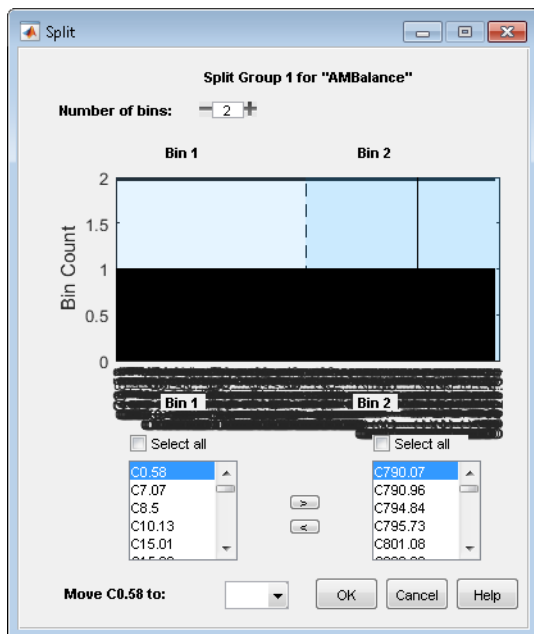 Split
Split Group 1 for "AMBalance"
Number of bins: 2
Bin 1 Bin 2
2
1.5
1
0.5
0
Bin Count
Bin 1 Bin 2
Select all Select all
C0.58 C790.07
C7.07 C790.96
C8.5 C794.84
C10.13 C795.73
C15.01 C801.08
> 
<
Move C0.58 to: OK Cancel Help